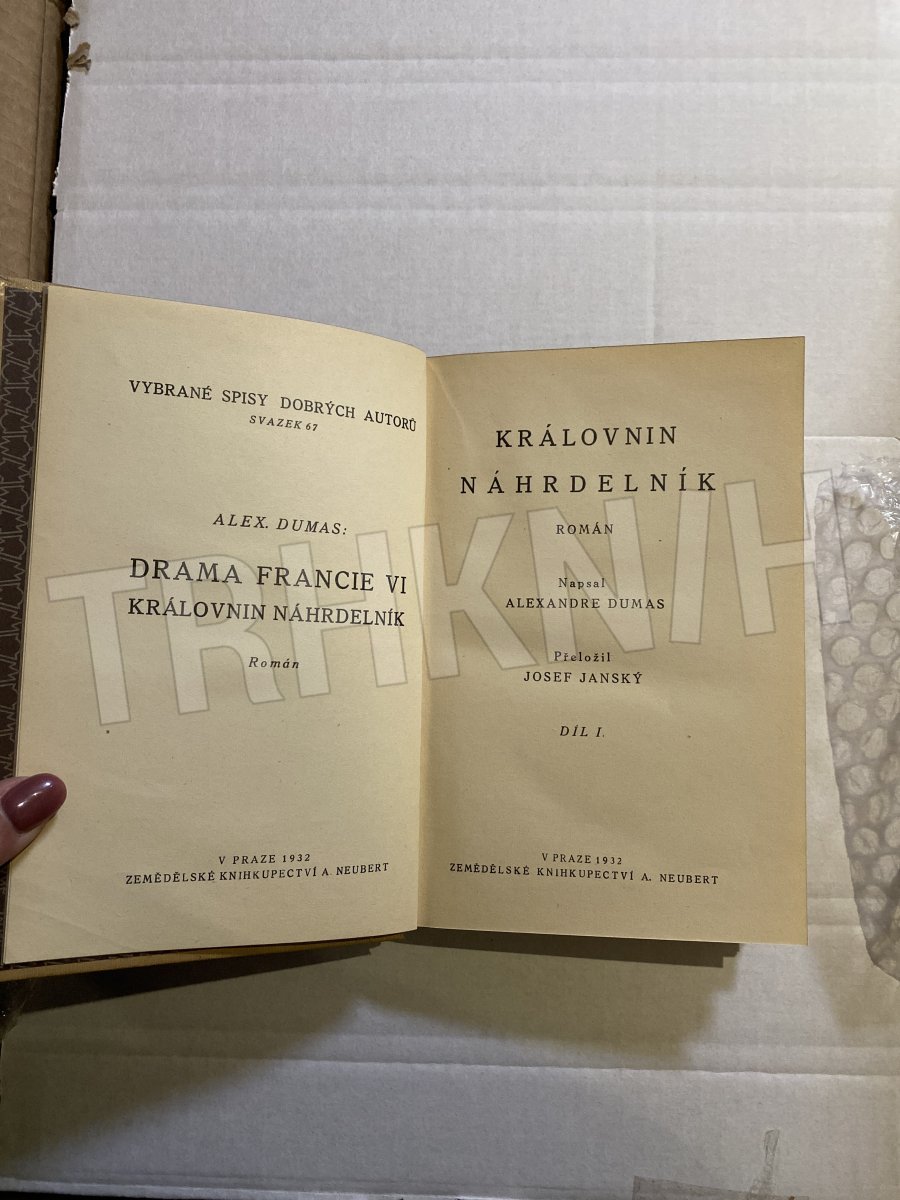 VYBRANÉ SPISY DOBRÝCH AUTORŮ
SVAZEK 67
ALEX. DUMAS:
DRAMA FRANCIE VI
KRÁLOVNIN NÁHRDELNÍK
Román
V PRAZE 1932
ZEMĚDĚLSKÉ KNIHKUPECTVÍ A. NEUBERT
KRÁLOVNIN
NÁHRDELNÍK
ROMÁN
Napsal
ALEXANDRE DUMAS
Přeložil
JOSEF JANSKÝ
DÍL I.
V PRAZE 1932
ZEMĚDĚLSKÉ KNIHKUPECTVÍ A. NEUBERT
TRHKNIH